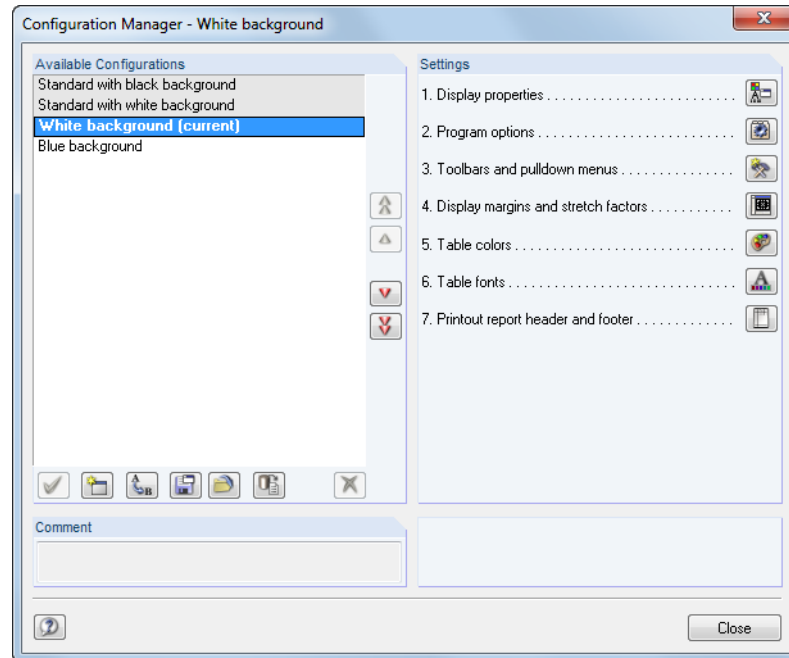 Configuration Manager - White background
Available Configurations
Standard with black background
Standard with white background
White background (current)
Blue background
Comment
Settings
1. Display properties . . . . . . . . . . . . . . . . . . . . . . . . .
2. Program options . . . . . . . . . . . . . . . . . . . . . . . . . .
3. Toolbars and pulldown menus . . . . . . . . . . . . . . .
4. Display margins and stretch factors . . . . . . . . . . .
5. Table colors . . . . . . . . . . . . . . . . . . . . . . . . . . . . . .
6. Table fonts . . . . . . . . . . . . . . . . . . . . . . . . . . . . . .
7. Printout report header and footer . . . . . . . . . . . . .
Close